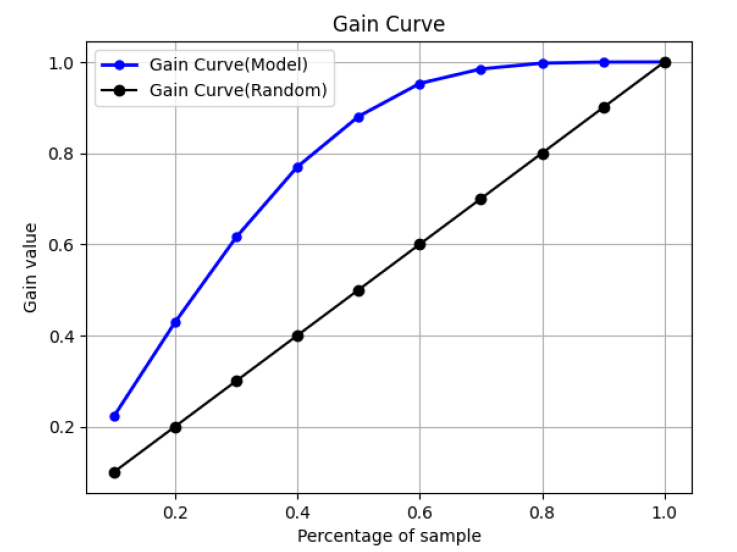 Gain Curve
Gain Curve(Model)
Gain Curve(Random)
1.0
0.8
0.6
0.4
0.2
Gain value
0.2 0.4 0.6 0.8 1.0
Percentage of sample